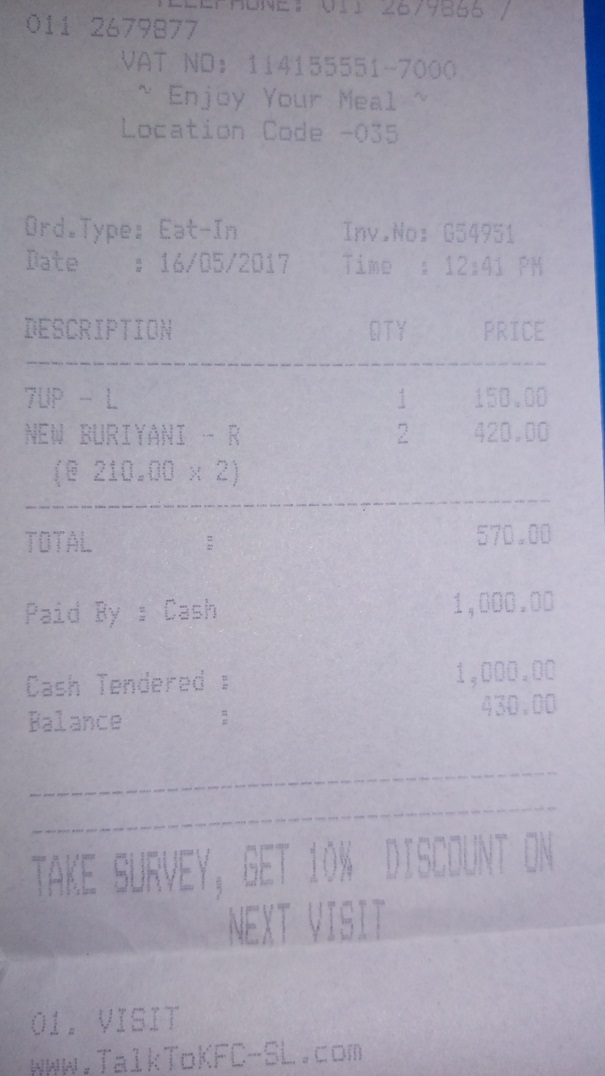 TELEPHONE: 011 2679866 /
011 2679877
VAT NO: 114155551-7000
~ Enjoy Your Meal ~
Location Code -035
Ord.Type: Eat-In Inv.No: G54951
Date : 16/05/2017 Time : 12:41 PM
DESCRIPTION QTY PRICE
7UP - L 1 150.00
NEW BURIYANI - R 2 420.00
(@ 210.00 x 2)
TOTAL : 570.00
Paid By : Cash 1,000.00
Cash Tendered : 1,000.00
Balance : 430.00
TAKE SURVEY, GET 10% DISCOUNT ON
NEXT VISIT
01. VISIT
www.TalkToKFC-SL.com